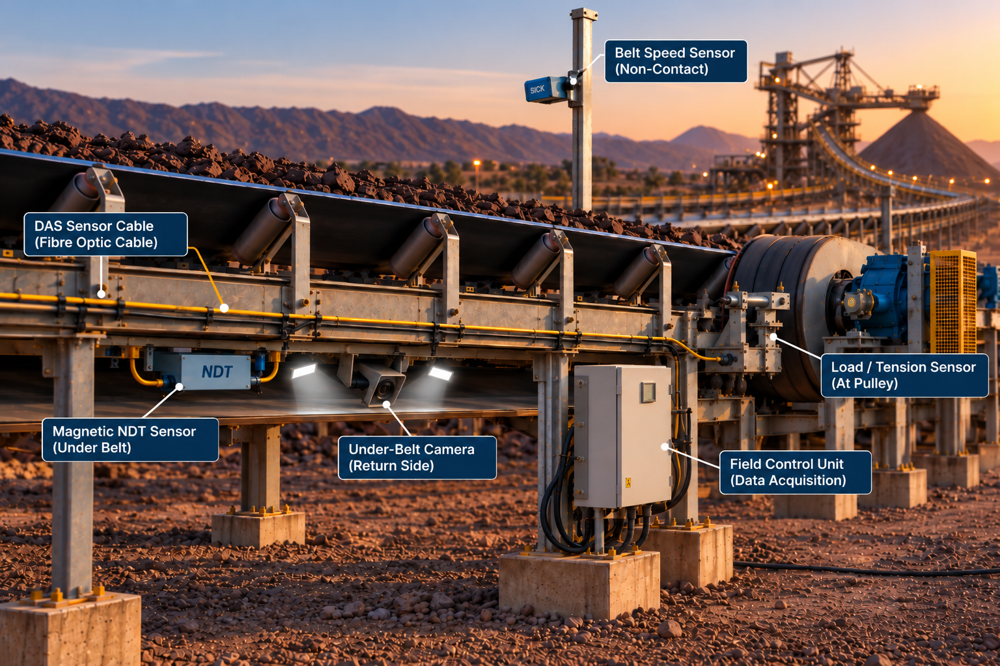 Belt Speed Sensor
(Non-Contact)
SICK
DAS Sensor Cable
(Fibre Optic Cable)
NDT
Load / Tension Sensor
(At Pulley)
Magnetic NDT Sensor
(Under Belt)
Under-Belt Camera
(Return Side)
Field Control Unit
(Data Acquisition)